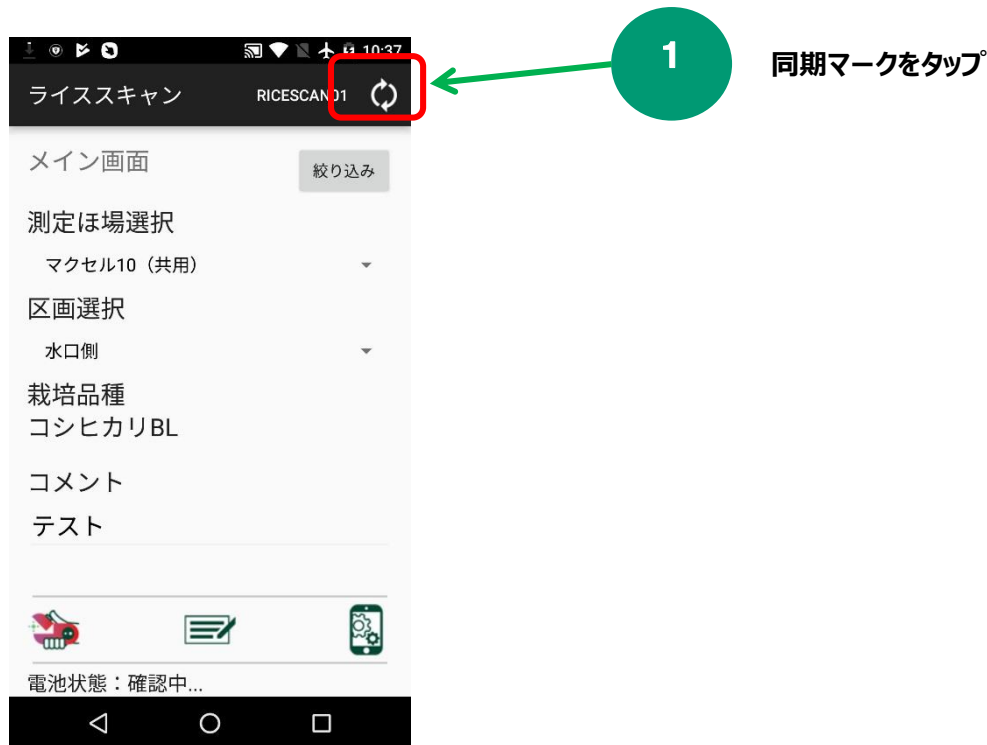 10:37
ライススキャン RICESCAN01
メイン画面
絞り込み
測定ほ場選択
マクセル10（共用）
区画選択
水口側
栽培品種
コシヒカリBL
コメント
テスト
電池状態：確認中...
1
同期マークをタップ